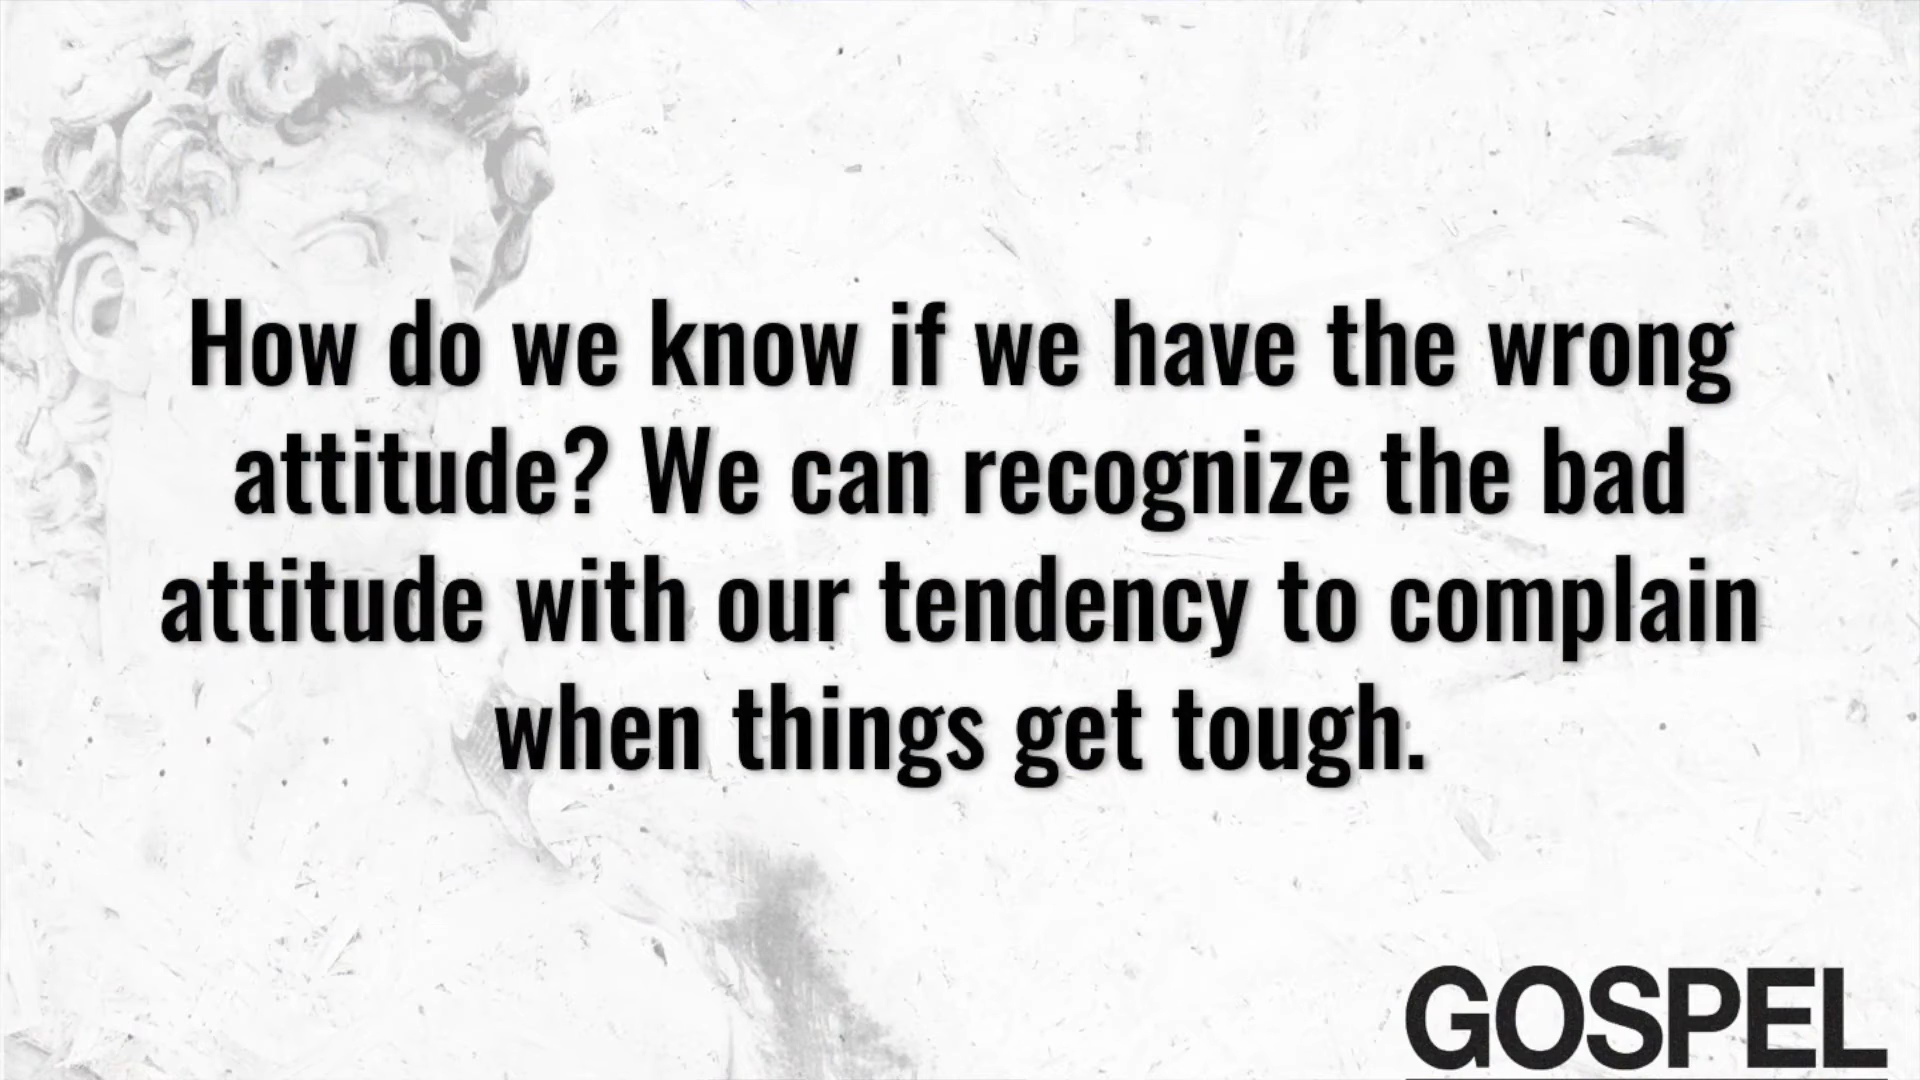 How do we know if we have the wrong
attitude? We can recognize the bad
attitude with our tendency to complain
when things get tough.
GOSPEL